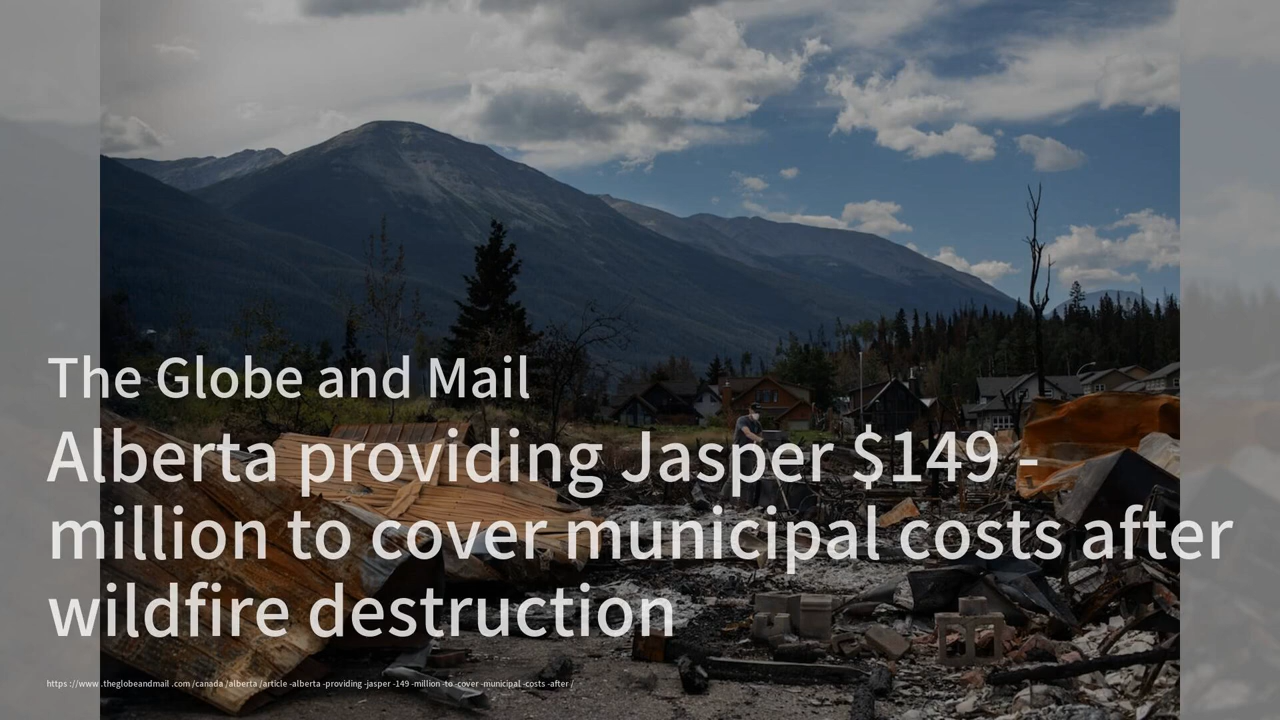 The Globe and Mail
Alberta providing Jasper $149 -
million to cover municipal costs after
wildfire destruction
https ://www .theglobeandmail .com /canada /alberta /article -alberta -providing -jasper -149 -million -to -cover -municipal -costs -after /